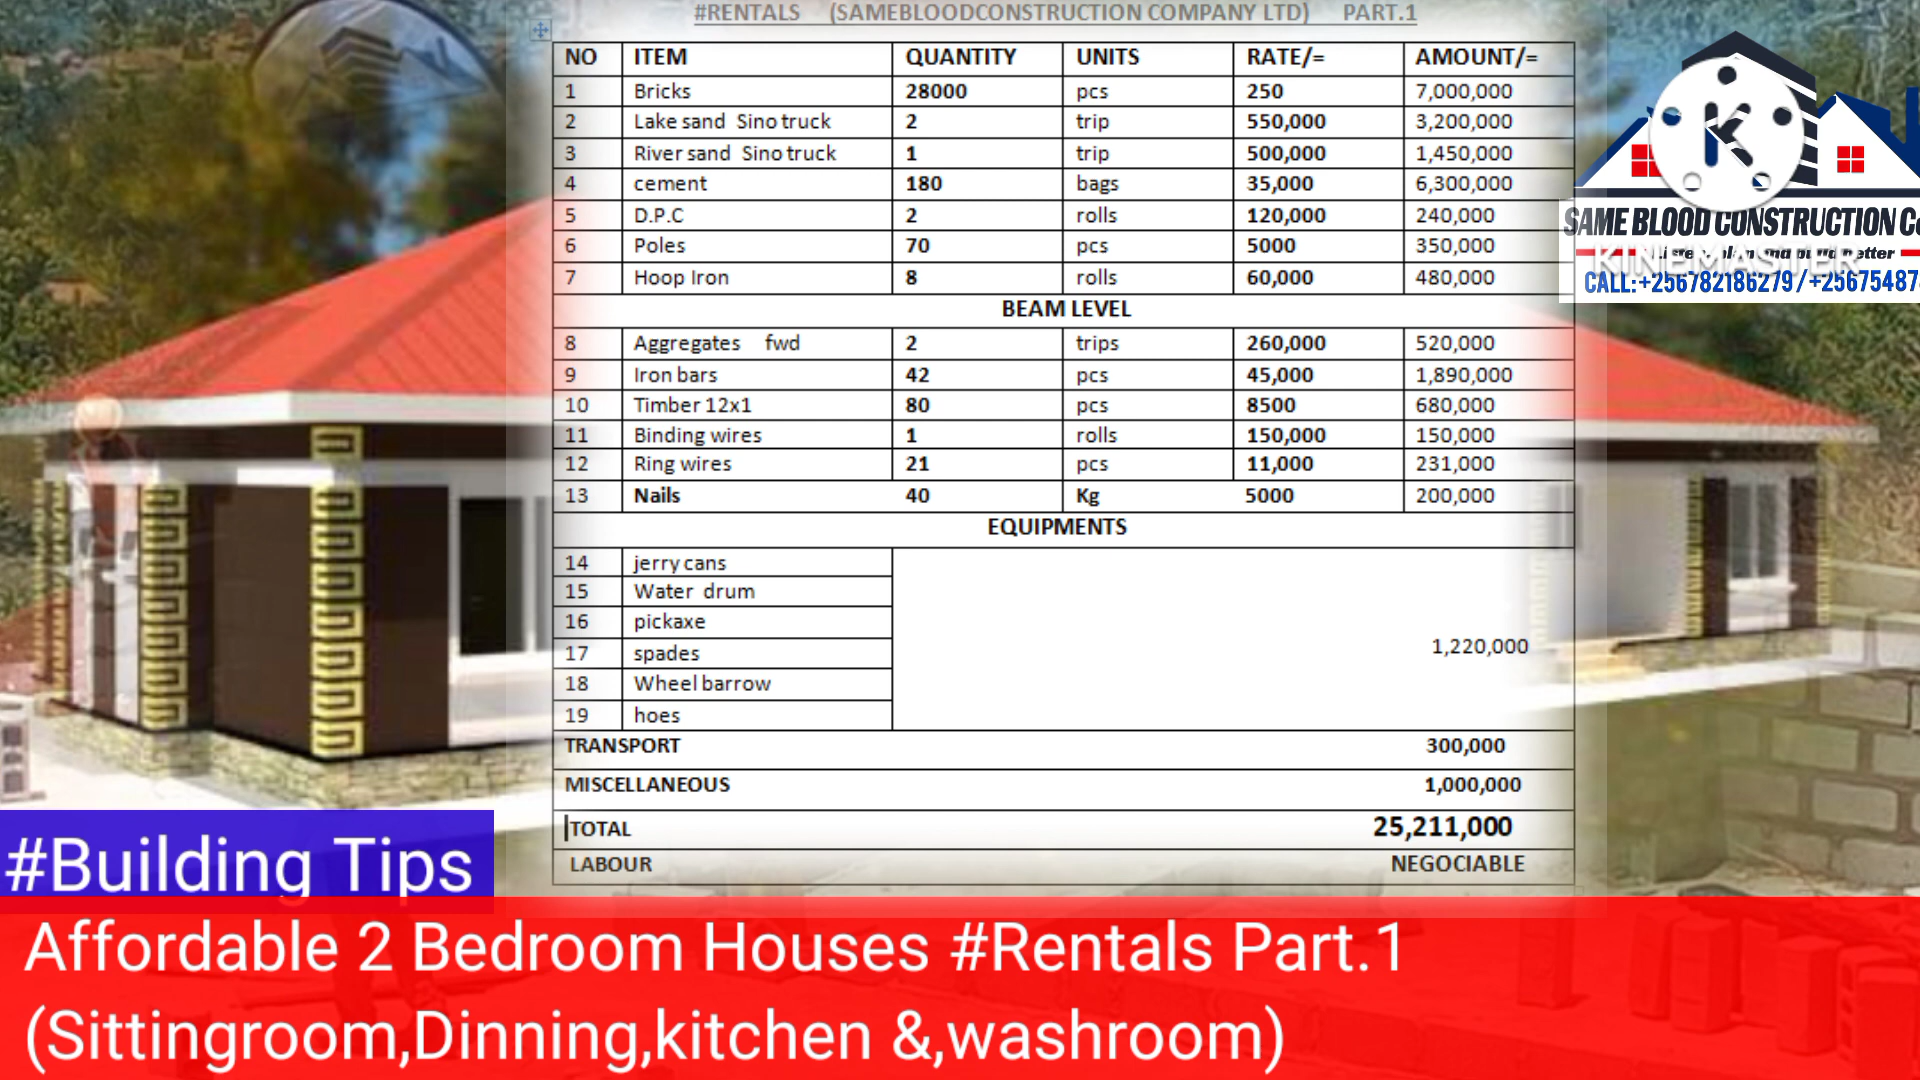 #RENTALS (SAMEBLOODCONSTRUCTION COMPANY LTD) PART.1
NO ITEM QUANTITY UNITS RATE/= AMOUNT/=
1 Bricks 28000 pcs 250 7,000,000
2 Lake sand Sino truck 2 trip 550,000 3,200,000
3 River sand Sino truck 1 trip 500,000 1,450,000
4 cement 180 bags 35,000 6,300,000
5 D.P.C 2 rolls 120,000 240,000
6 Poles 70 pcs 5000 350,000
7 Hoop Iron 8 rolls 60,000 480,000
BEAM LEVEL
8 Aggregates fwd 2 trips 260,000 520,000
9 Iron bars 42 pcs 45,000 1,890,000
10 Timber 12x1 80 pcs 8500 680,000
11 Binding wires 1 rolls 150,000 150,000
12 Ring wires 21 pcs 11,000 231,000
13 Nails 40 Kg 5000 200,000
EQUIPMENTS
14 jerry cans
15 Water drum
16 pickaxe
17 spades
18 Wheel barrow
19 hoes
1,220,000
TRANSPORT 300,000
MISCELLANEOUS 1,000,000
TOTAL 25,211,000
LABOUR NEGOCIABLE
SAME BLOOD CONSTRUCTION Co
KINEMASTER
CALL:+256782186279/+25675487
#Building Tips
Affordable 2 Bedroom Houses #Rentals Part.1
(Sittingroom,Dinning,kitchen &,washroom)